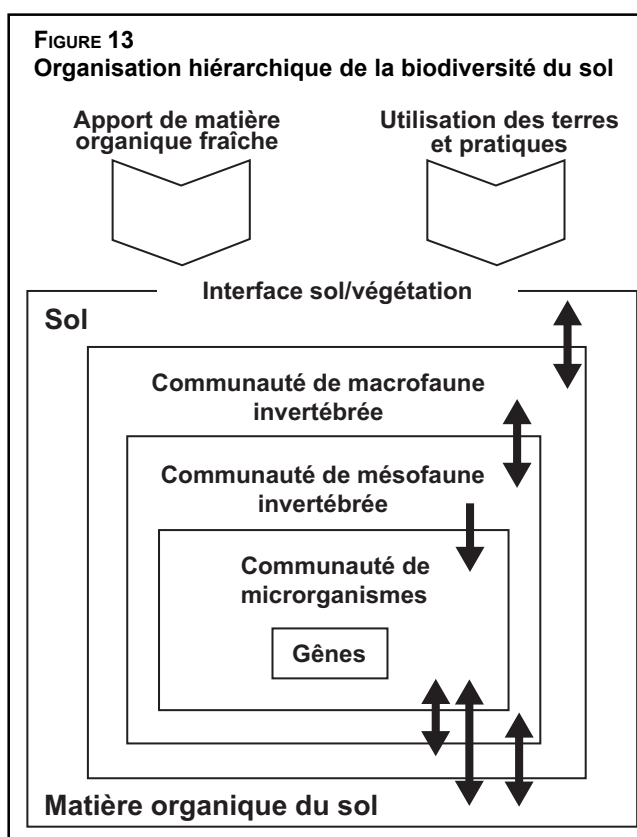 FIGURE 13
Organisation hiérarchique de la biodiversité du sol
Apport de matière
organique fraîche
Utilisation des terres
et pratiques
Interface sol/végétation
Sol
Communauté de macrofaune
invertébrée
Communauté de mésofaune
invertébrée
Communauté de
microrganismes
Gênes
Matière organique du sol